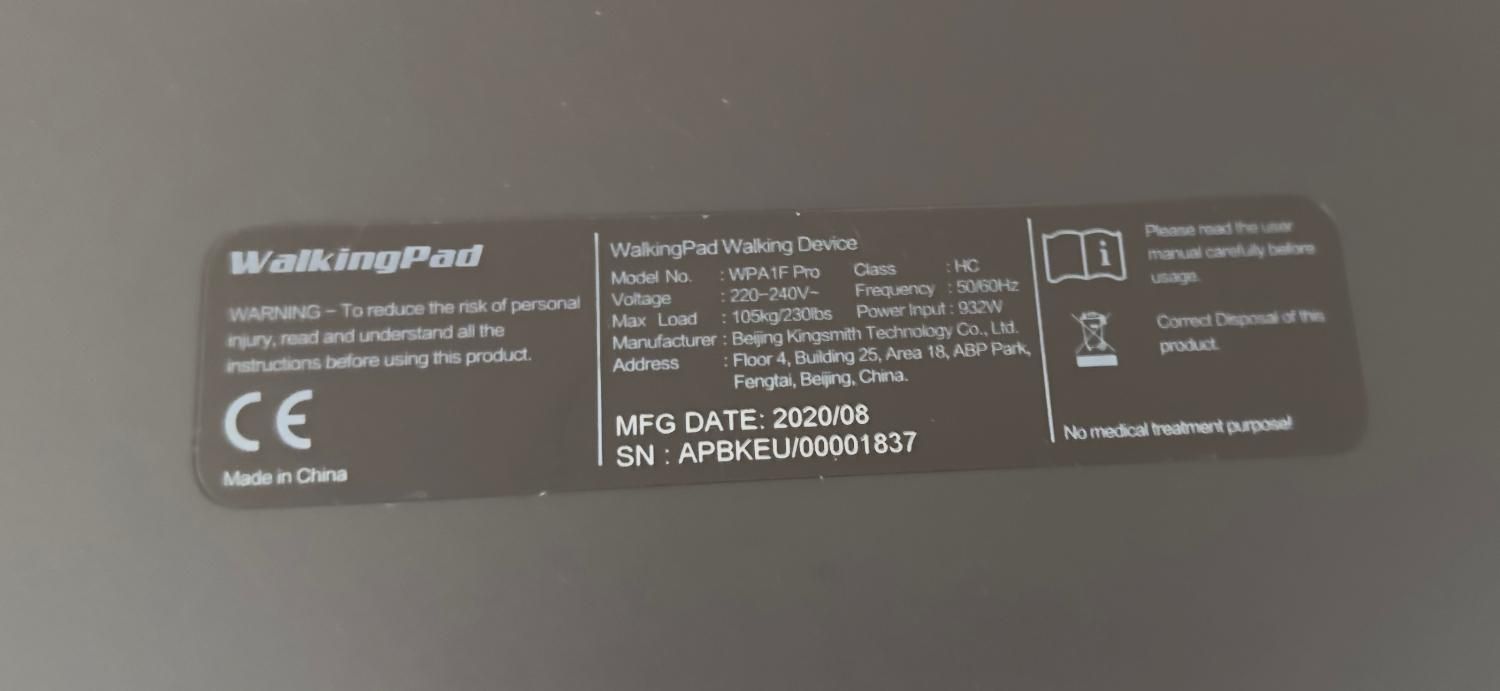 WalkingPad
WARNING – To reduce the risk of personal
injury, read and understand all the
instructions before using this product.
CE
Made in China
WalkingPad Walking Device
Model No. : WPA1F Pro Class : HC
Voltage : 220-240V~ Frequency : 50/60Hz
Max Load : 105kg/230lbs Power Input : 932W
Manufacturer : Beijing Kingsmith Technology Co., Ltd.
Address : Floor 4, Building 25, Area 18, ABP Park,
Fengtai, Beijing, China.
MFG DATE: 2020/08
SN : APBKEU/00001837
i
Please read the user
manual carefully before
usage.
Correct Disposal of this
product.
No medical treatment purpose!